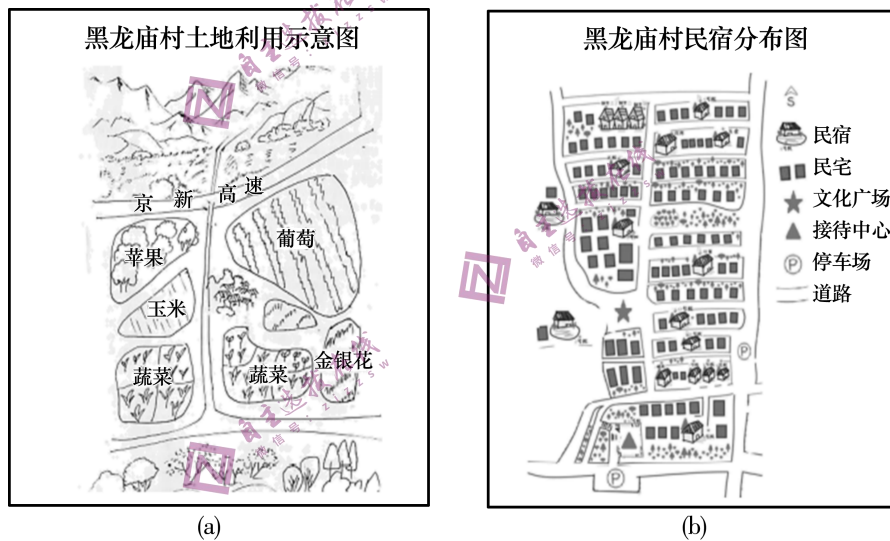 黑龙庙村土地利用示意图
京新高速
苹果
葡萄
玉米
蔬菜
蔬菜
金银花
(a)
黑龙庙村民宿分布图
S
民宿
民宅
文化广场
接待中心
P 停车场
道路
P
P
(b)